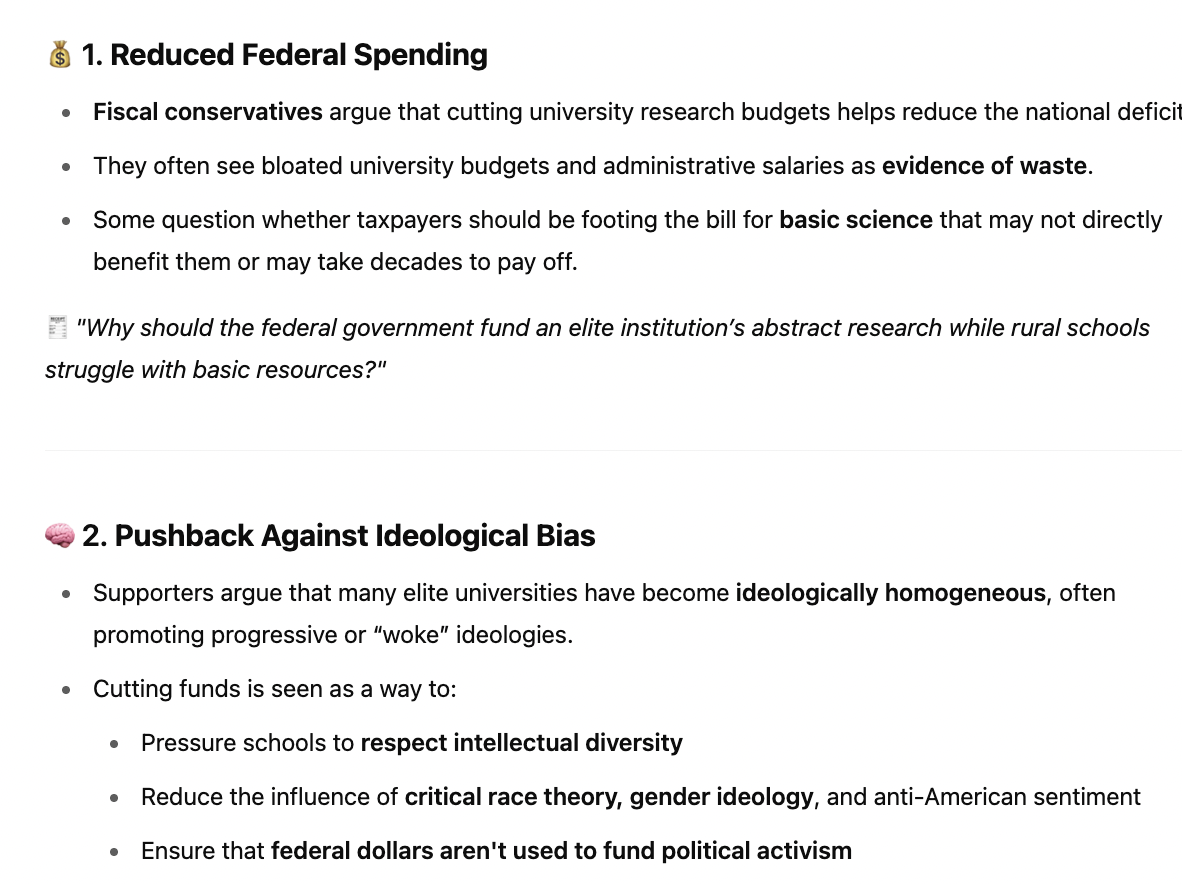 💰 1. Reduced Federal Spending
• Fiscal conservatives argue that cutting university research budgets helps reduce the national deficit
• They often see bloated university budgets and administrative salaries as evidence of waste.
• Some question whether taxpayers should be footing the bill for basic science that may not directly
benefit them or may take decades to pay off.
🧾 "Why should the federal government fund an elite institution’s abstract research while rural schools
struggle with basic resources?"
🧠 2. Pushback Against Ideological Bias
• Supporters argue that many elite universities have become ideologically homogeneous, often
promoting progressive or “woke” ideologies.
• Cutting funds is seen as a way to:
• Pressure schools to respect intellectual diversity
• Reduce the influence of critical race theory, gender ideology, and anti-American sentiment
• Ensure that federal dollars aren't used to fund political activism